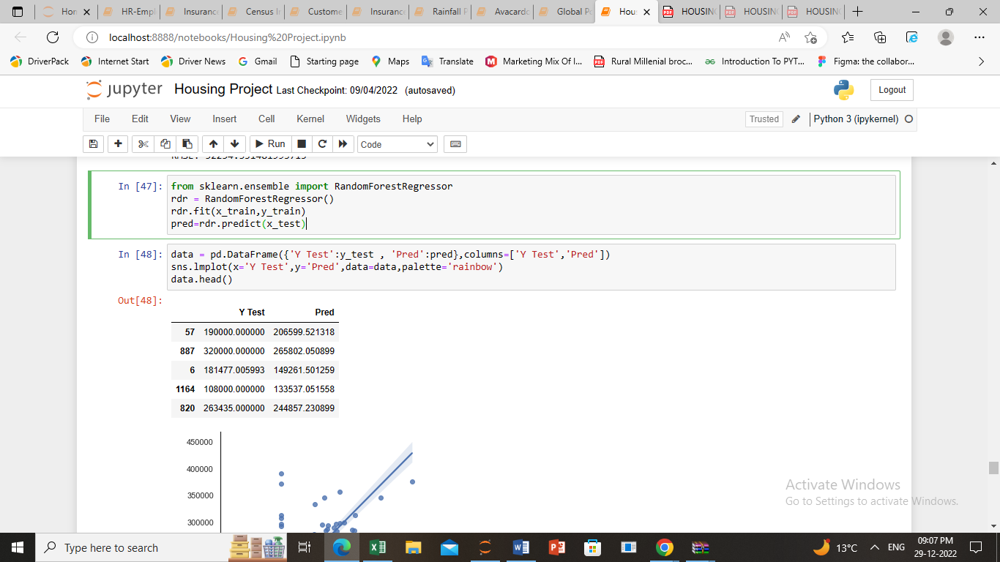 Hor
HR-Empl
Insuranc
Census In
Custome
Insuranc
Rainfall P
Avacardo
Global Po
Hous
HOUSING
HOUSING
HOUSING
localhost:8888/notebooks/Housing%20Project.ipynb
DriverPack
Internet Start
Driver News
Gmail
Starting page
Maps
Translate
Marketing Mix Of I...
Rural Millenial broc...
Introduction To PYT...
Figma: the collabor...
jupyter Housing Project Last Checkpoint: 09/04/2022 (autosaved)
Logout
File Edit View Insert Cell Kernel Widgets Help
Trusted
Python 3 (ipykernel)
Run
Code
In [47]:
from sklearn.ensemble import RandomForestRegressor
rdr = RandomForestRegressor()
rdr.fit(x_train,y_train)
pred=rdr.predict(x_test)
In [48]:
data = pd.DataFrame({'Y Test':y_test , 'Pred':pred},columns=['Y Test','Pred'])
sns.lmplot(x='Y Test',y='Pred',data=data,palette='rainbow')
data.head()
Out[48]:
Y Test Pred
57 190000.000000 206599.521318
887 320000.000000 265802.050899
6 181477.005993 149261.501259
1164 108000.000000 133537.051558
820 263435.000000 244857.230899
450000
400000
350000
300000
Activate Windows
Go to Settings to activate Windows.
Type here to search
13°C
ENG
09:07 PM
29-12-2022